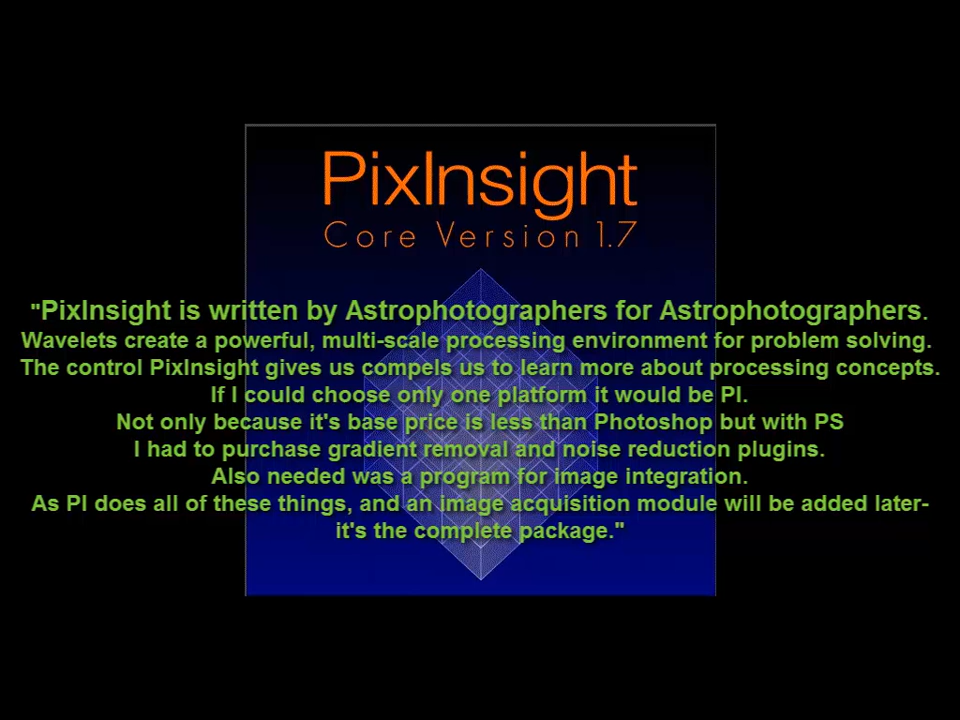 PixInsight
Core Version 1.7
"PixInsight is written by Astrophotographers for Astrophotographers.
Wavelets create a powerful, multi-scale processing environment for problem solving.
The control PixInsight gives us compels us to learn more about processing concepts.
If I could choose only one platform it would be PI.
Not only because it's base price is less than Photoshop but with PS
I had to purchase gradient removal and noise reduction plugins.
Also needed was a program for image integration.
As PI does all of these things, and an image acquisition module will be added later-
it's the complete package."